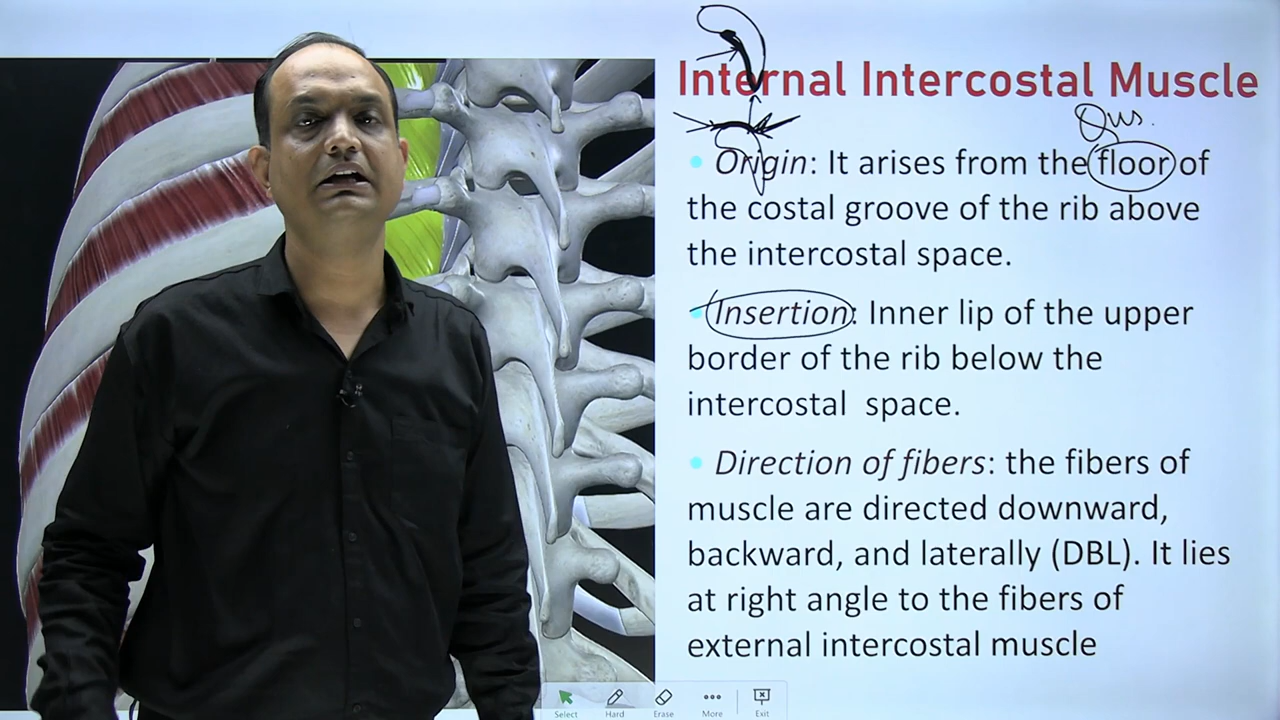 Internal Intercostal Muscle
Qus.
• Origin: It arises from the floor of
the costal groove of the rib above
the intercostal space.
• Insertion: Inner lip of the upper
border of the rib below the
intercostal space.
• Direction of fibers: the fibers of
muscle are directed downward,
backward, and laterally (DBL). It lies
at right angle to the fibers of
external intercostal muscle
Select Hard Erase More Exit